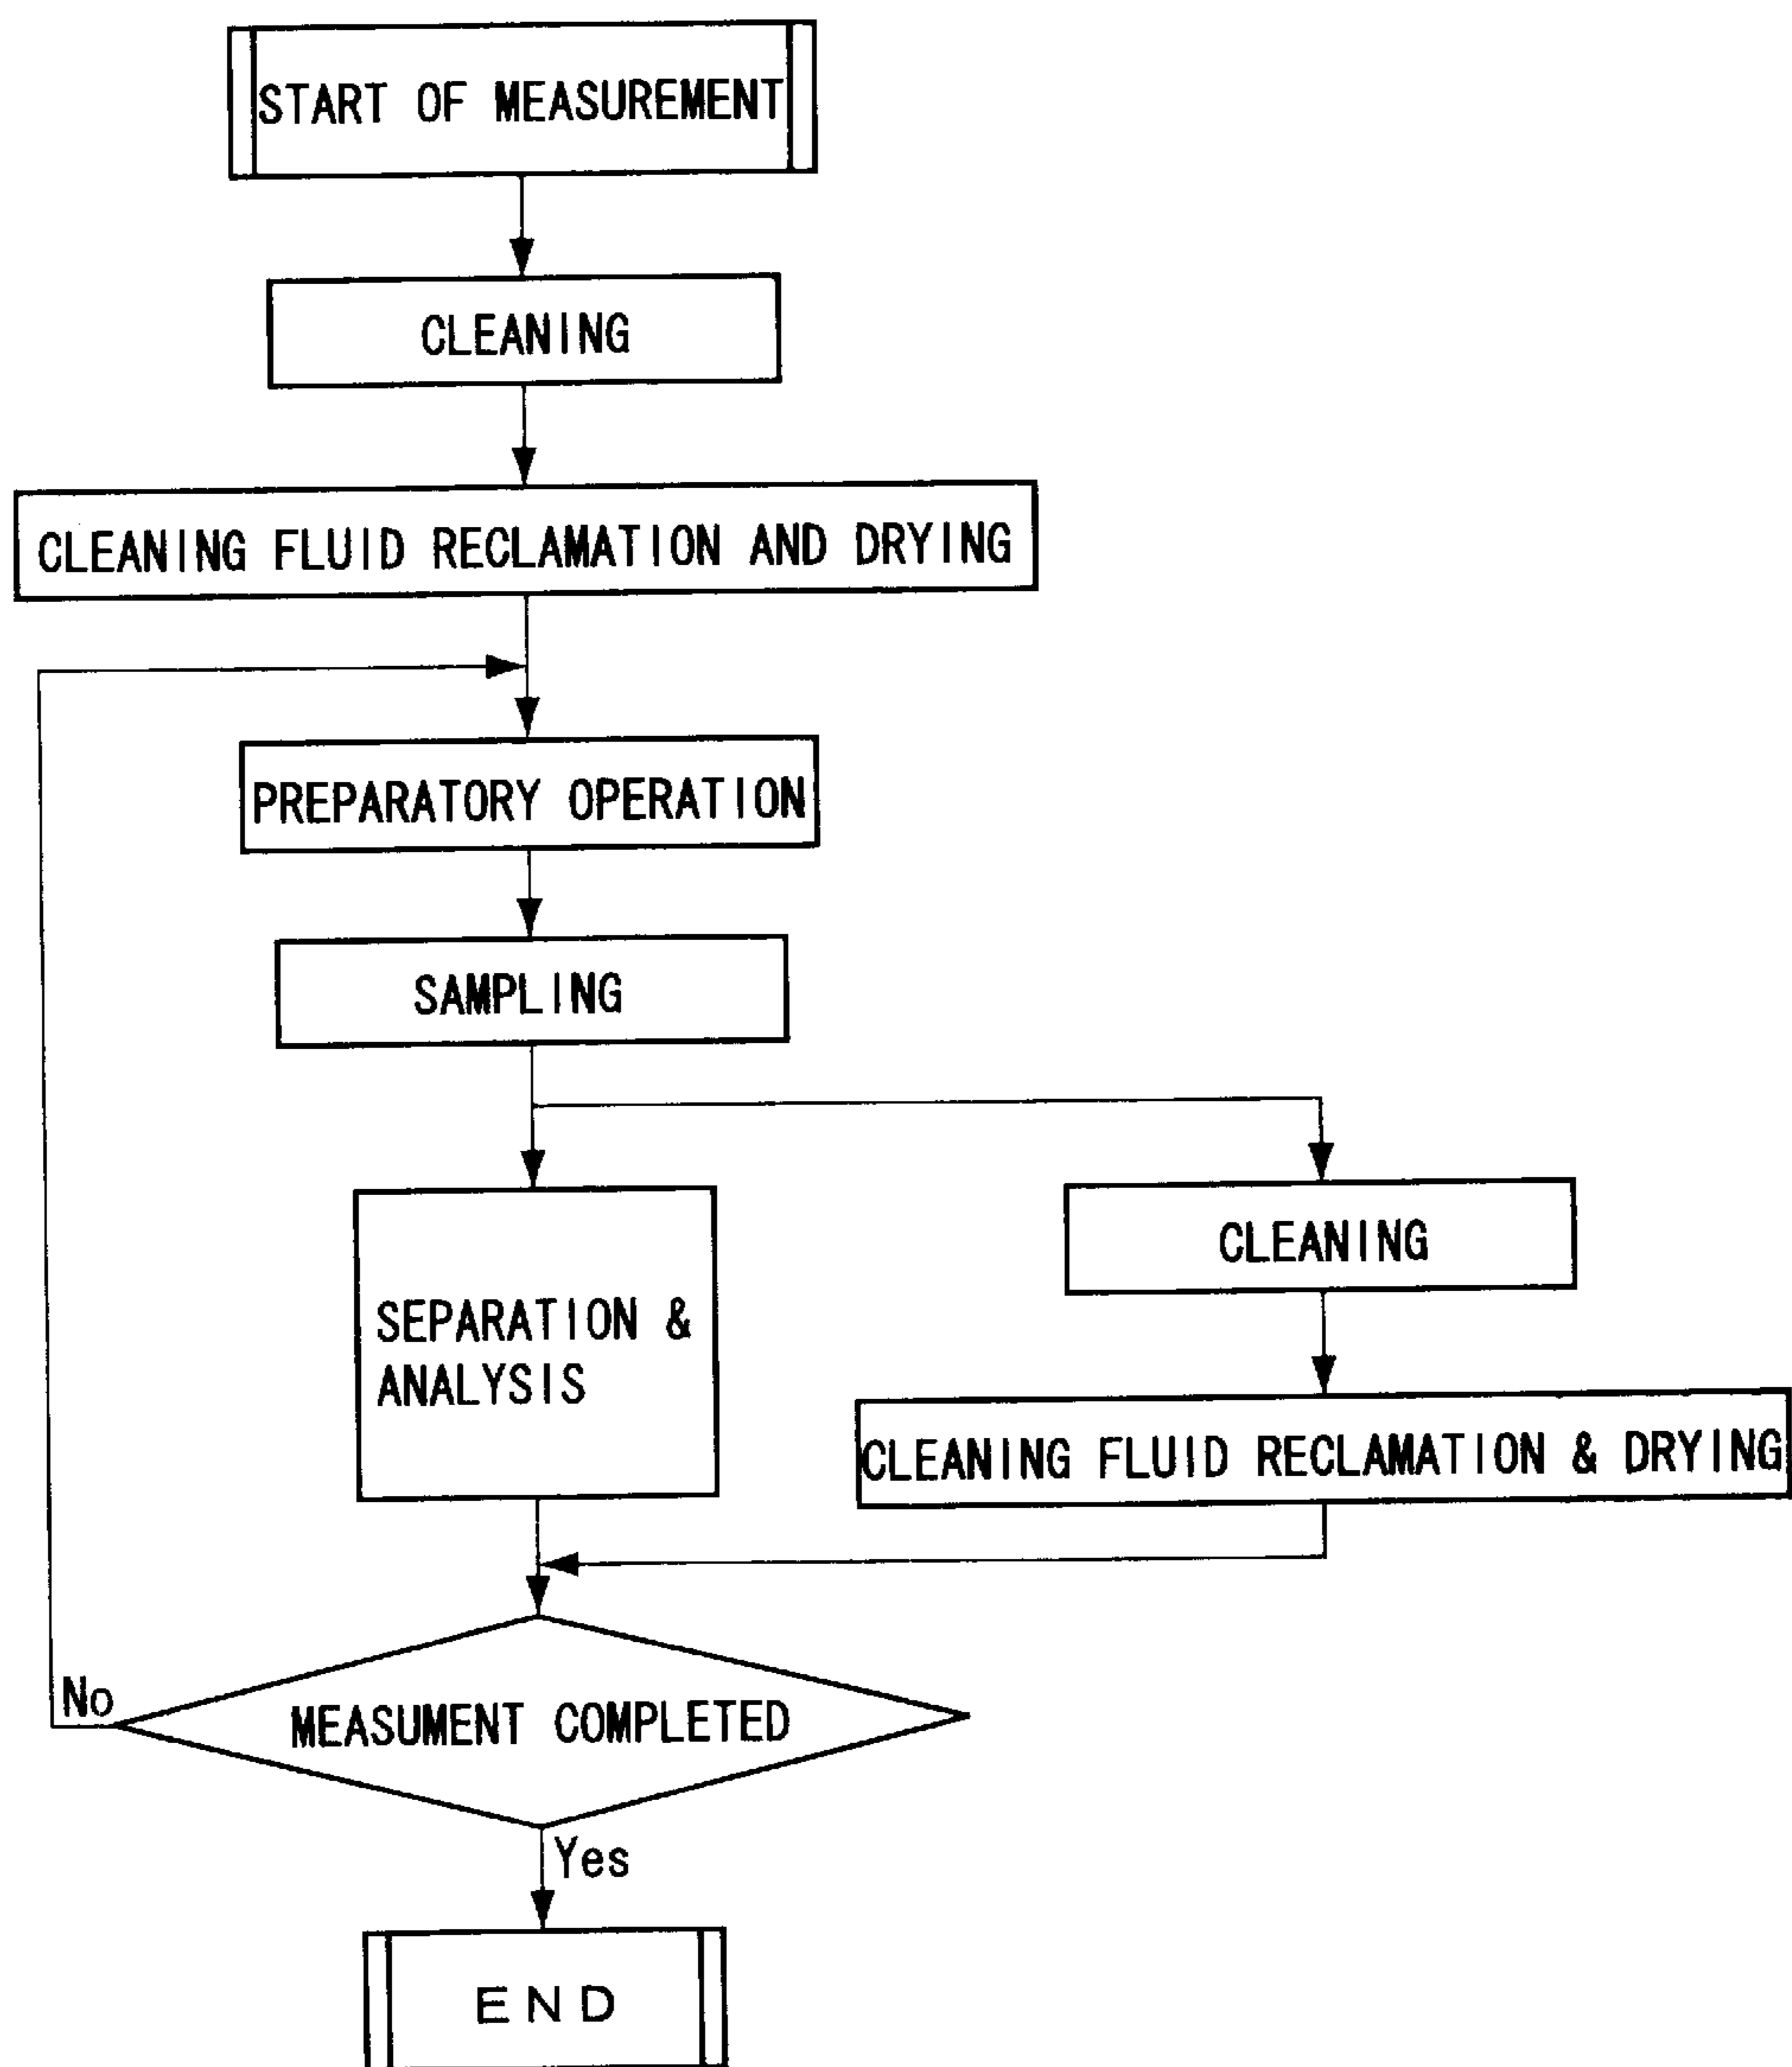 START OF MEASUREMENT
CLEANING
CLEANING FLUID RECLAMATION AND DRYING
PREPARATORY OPERATION
SAMPLING
SEPARATION &
ANALYSIS
CLEANING
CLEANING FLUID RECLAMATION & DRYING
No
MEASUMENT COMPLETED
Yes
END